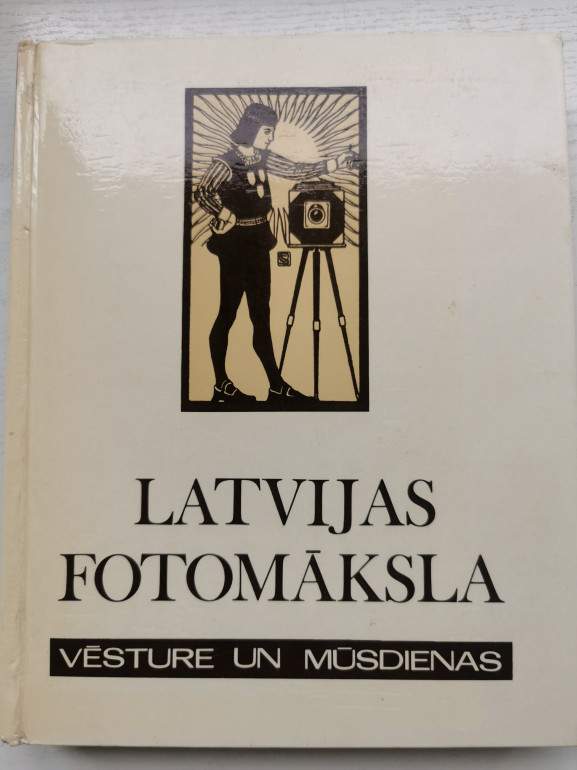 LATVIJAS
FOTOMĀKSLA
VĒSTURE UN MŪSDIENAS